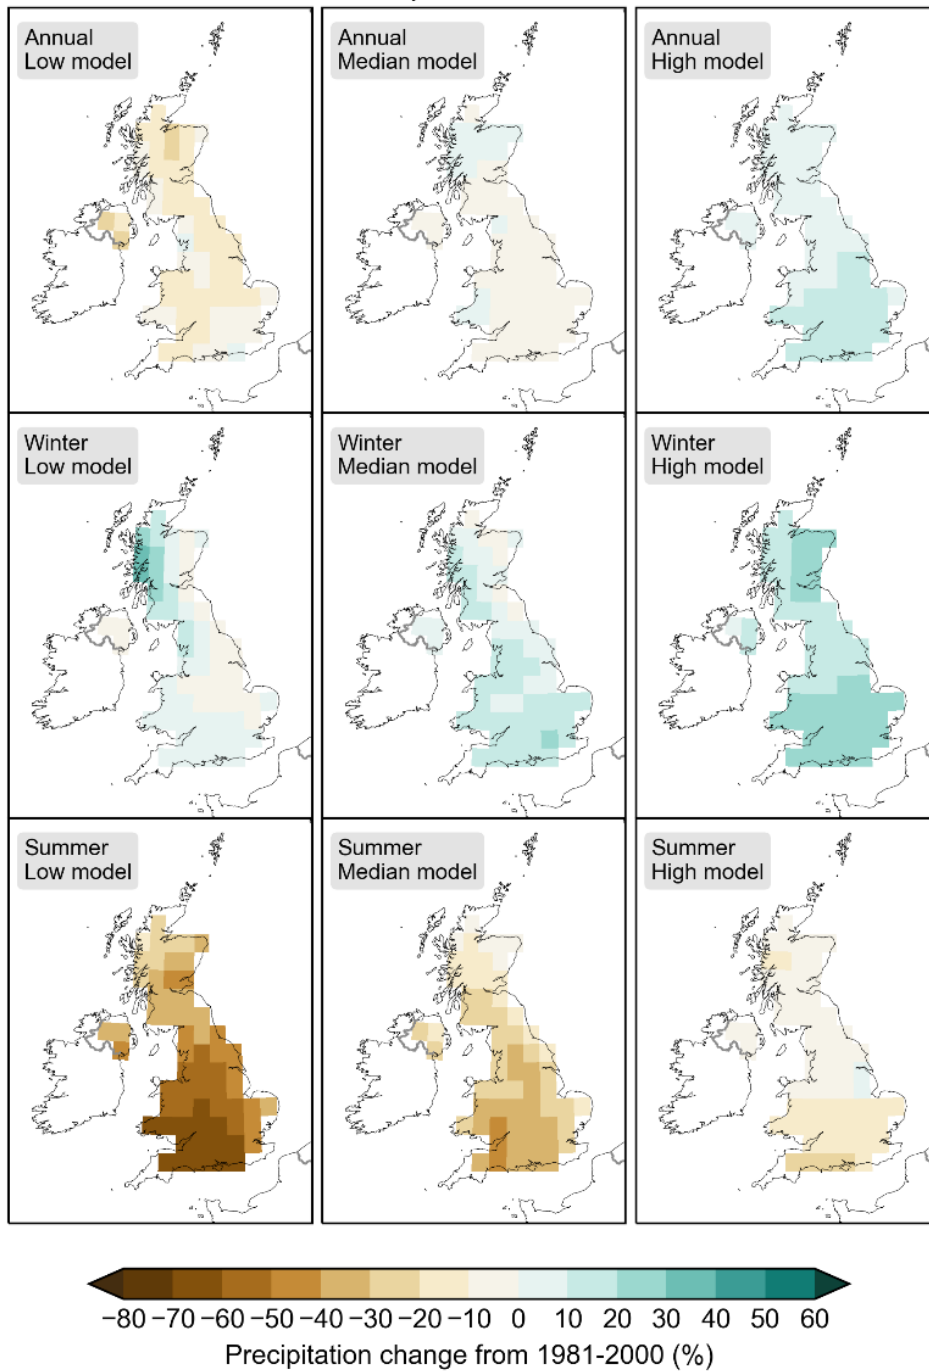 Annual
Low model
Annual
Median model
Annual
High model
Winter
Low model
Winter
Median model
Winter
High model
Summer
Low model
Summer
Median model
Summer
High model
−80 −70 −60 −50 −40 −30 −20 −10 0 10 20 30 40 50 60
Precipitation change from 1981-2000 (%)